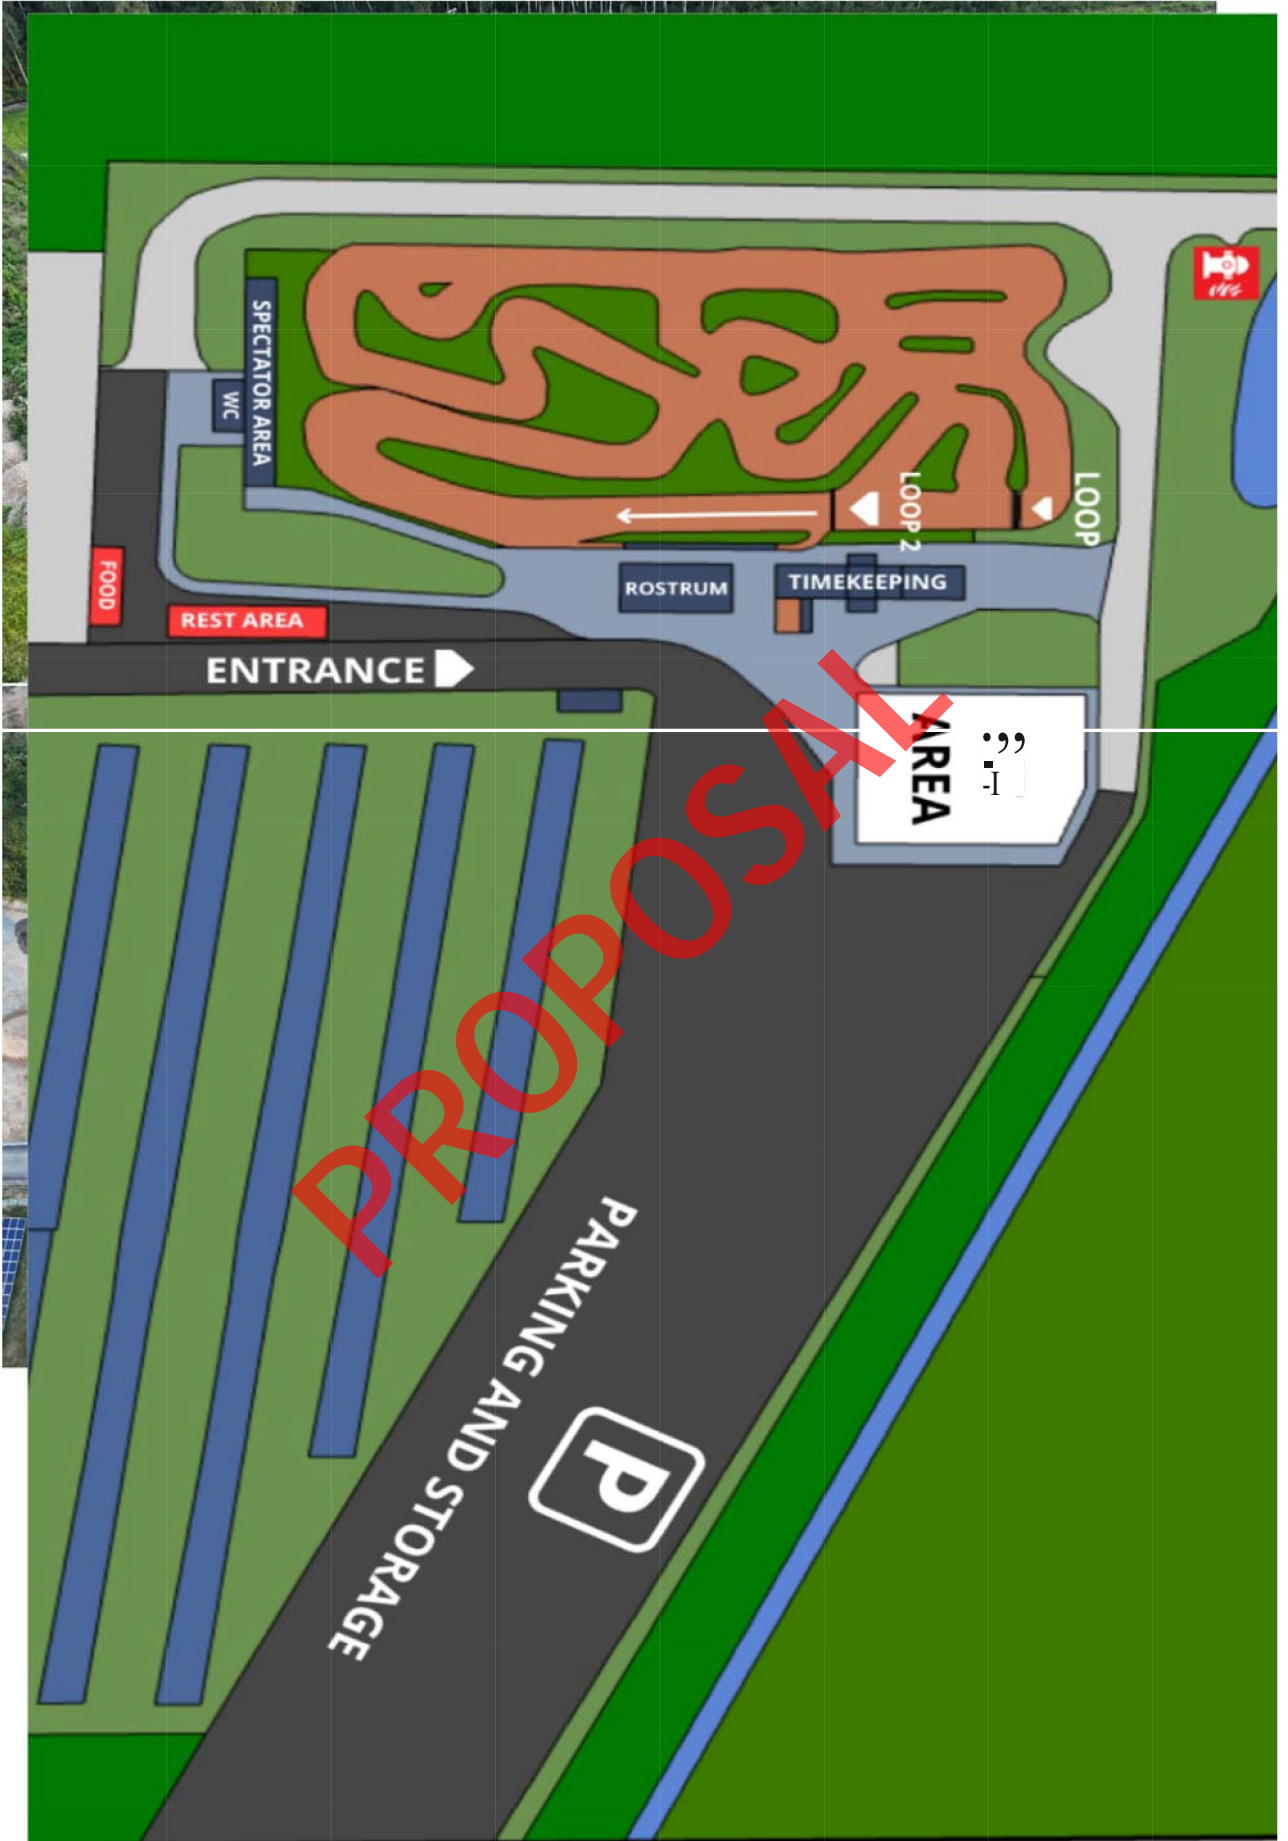 SPECTATOR AREA
WC
LOOP 2
LOOP
FOOD
REST AREA
ROSTRUM
TIMEKEEPING
ENTRANCE
AREA
PROPOSAL
PARKING AND STORAGE
P